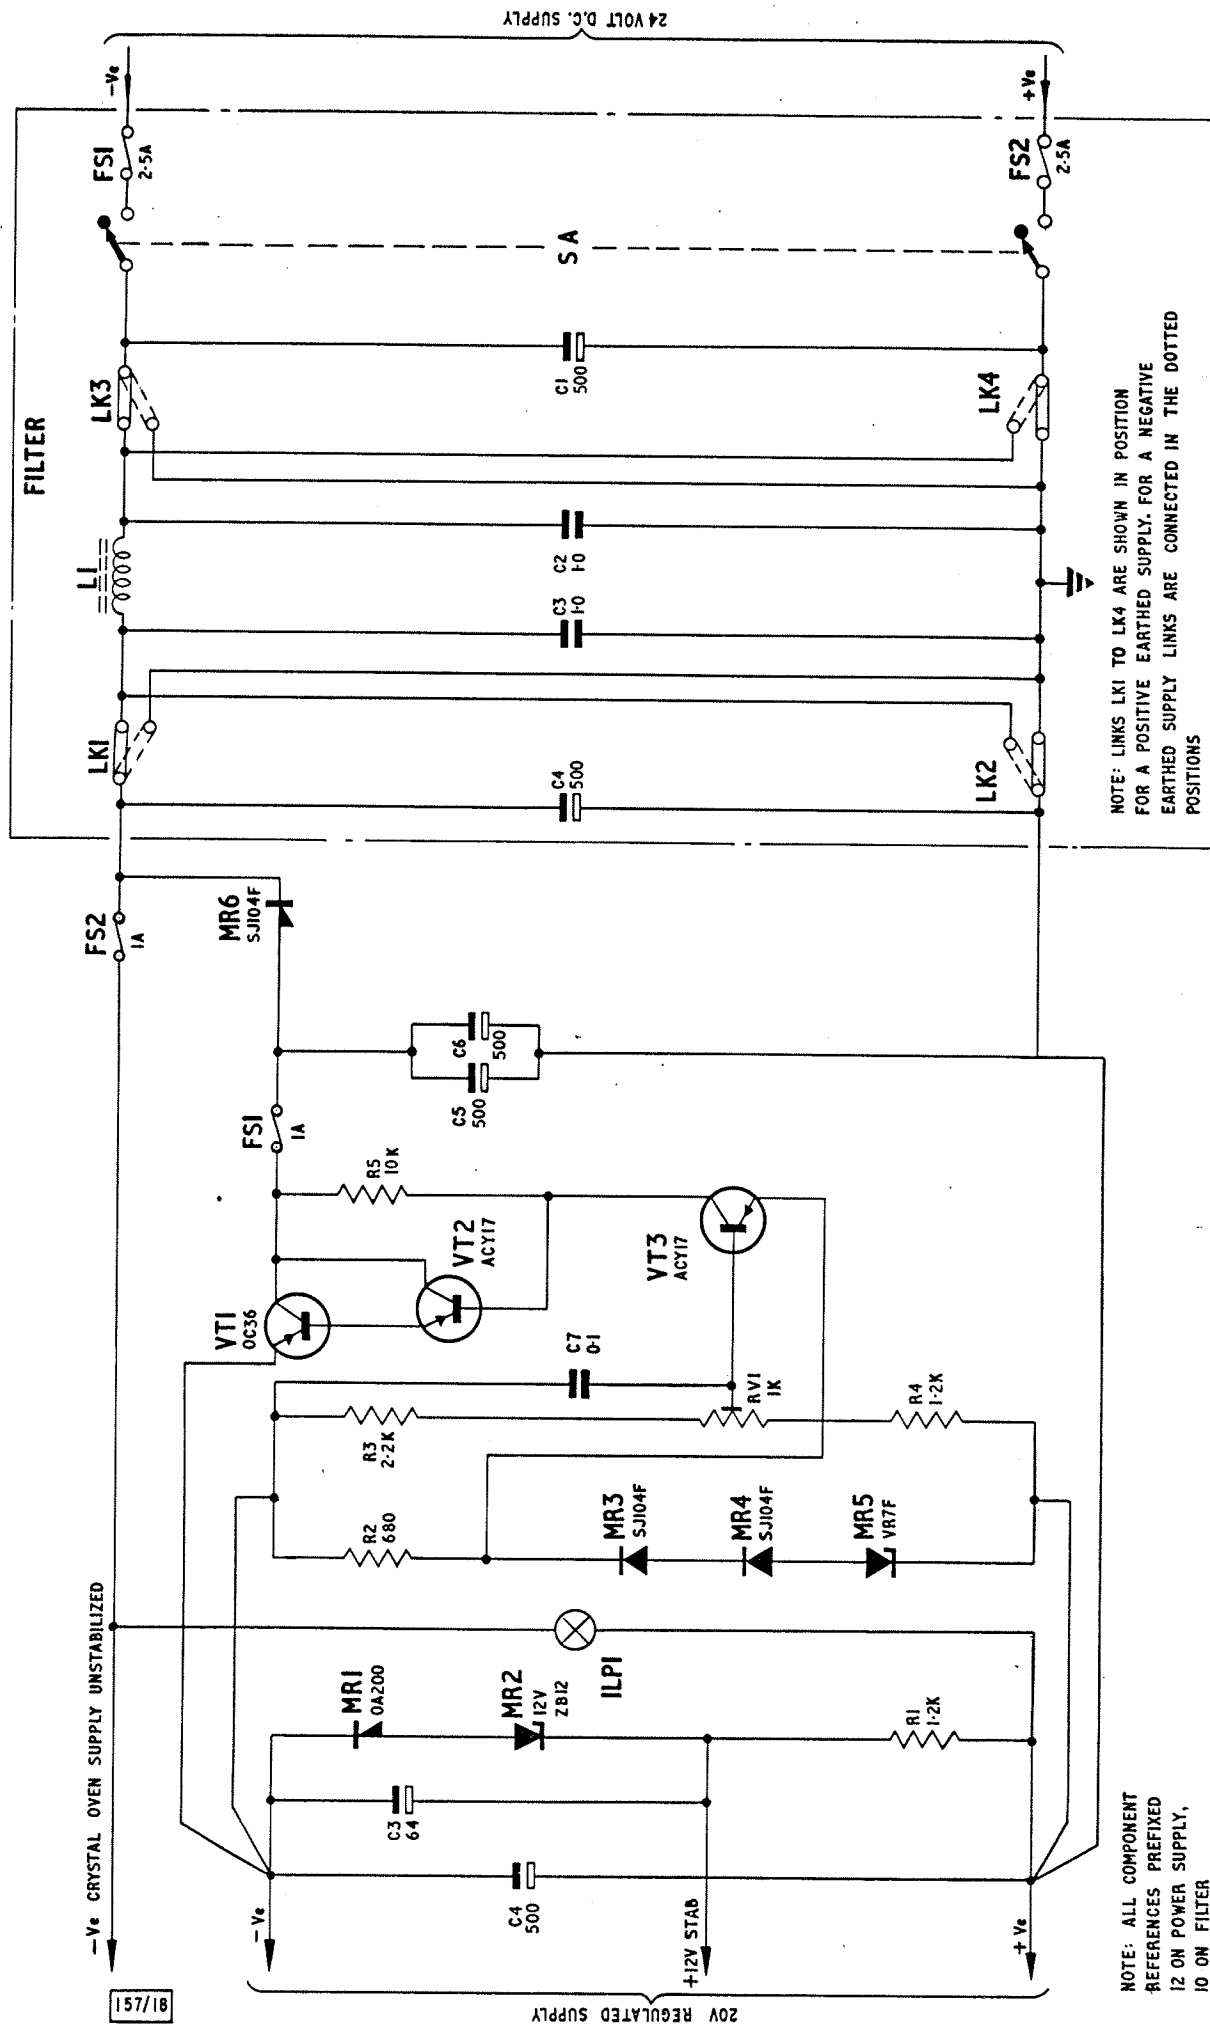 24 VOLT D.C. SUPPLY
-Ve
+Ve
FILTER
FS1
2·5A
FS2
2·5A
SA
C1
500
LK3
LK4
L1
C2
1·0
C3
1·0
LK1
LK2
C4
500
NOTE: LINKS LK1 TO LK4 ARE SHOWN IN POSITION
FOR A POSITIVE EARTHED SUPPLY. FOR A NEGATIVE
EARTHED SUPPLY LINKS ARE CONNECTED IN THE DOTTED
POSITIONS
FS2
1A
MR6
SJ104F
C6
500
C5
500
FS1
1A
R5
10K
VT1
OC36
VT2
ACY17
VT3
ACY17
C7
0·1
R3
2·2K
RV1
1K
R4
1·2K
R2
680
MR3
SJ104F
MR4
SJ104F
MR5
VR7F
ILP1
MR1
OA200
MR2
12V
ZB12
R1
1·2K
C3
64
C4
500
-Ve CRYSTAL OVEN SUPPLY UNSTABILIZED
-Ve
+12V STAB
+Ve
20V REGULATED SUPPLY
157/18
NOTE: ALL COMPONENT
REFERENCES PREFIXED
12 ON POWER SUPPLY,
10 ON FILTER